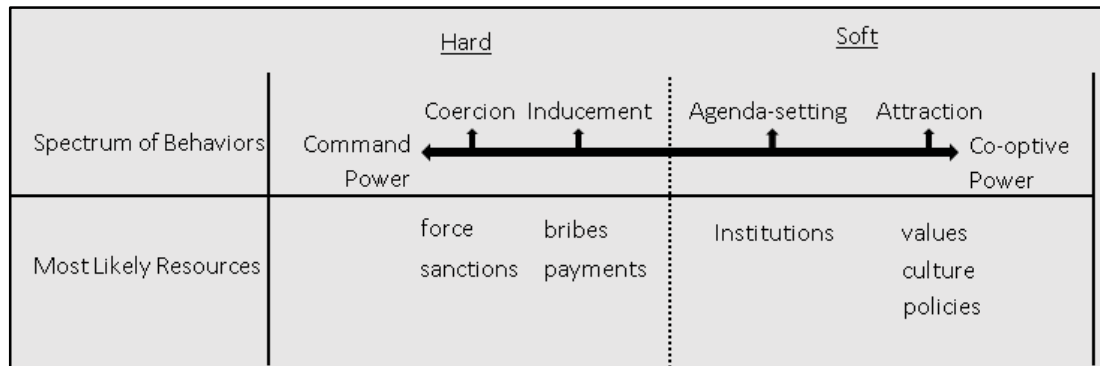 Hard
Soft
Coercion Inducement Agenda-setting Attraction
Spectrum of Behaviors
Command
Power
Co-optive
Power
Most Likely Resources
force
sanctions
bribes
payments
Institutions
values
culture
policies